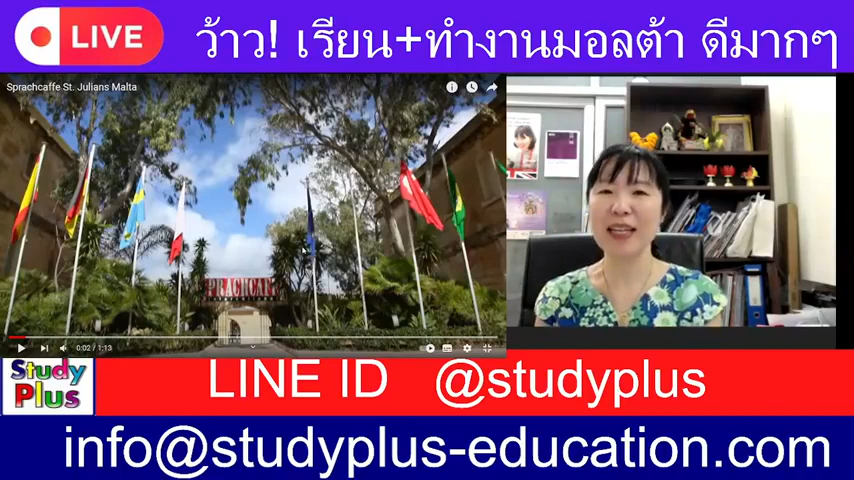 LIVE
ว้าว! เรียน+ทำงานมอลต้า ดีมากๆ
Sprachcaffe St. Julians Malta
PRACHCAF
0:02 / 1:13
Study
Plus
LINE ID @studyplus
info@studyplus-education.com